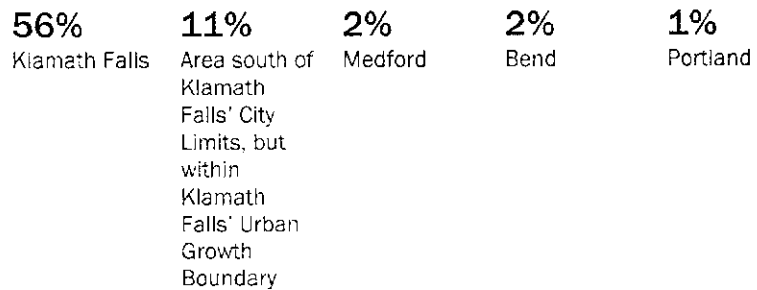 56% 11% 2% 2% 1%
Klamath Falls Area south of Medford Bend Portland
Klamath
Falls' City
Limits, but
within
Klamath
Falls' Urban
Growth
Boundary